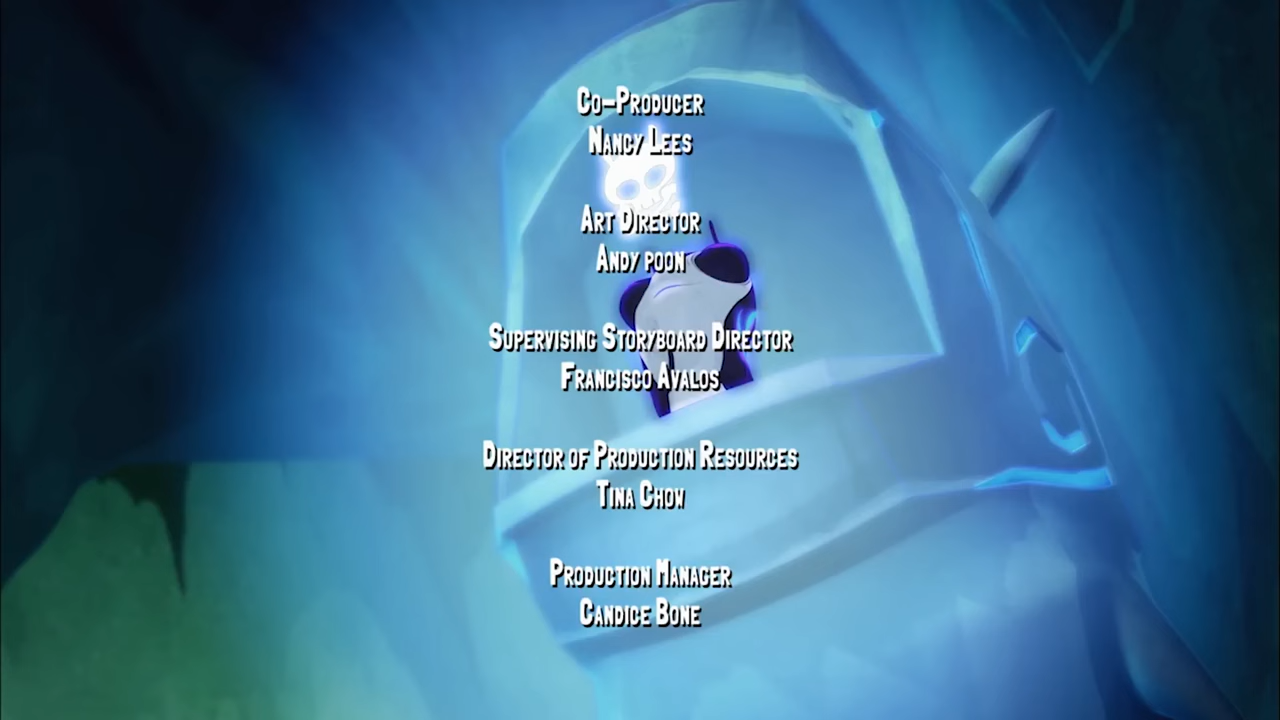 Co-Producer
Nancy Lees
Art Director
Andy poon
Supervising Storyboard Director
Francisco Avalos
Director of Production Resources
Tina Chow
Production Manager
Candice Bone